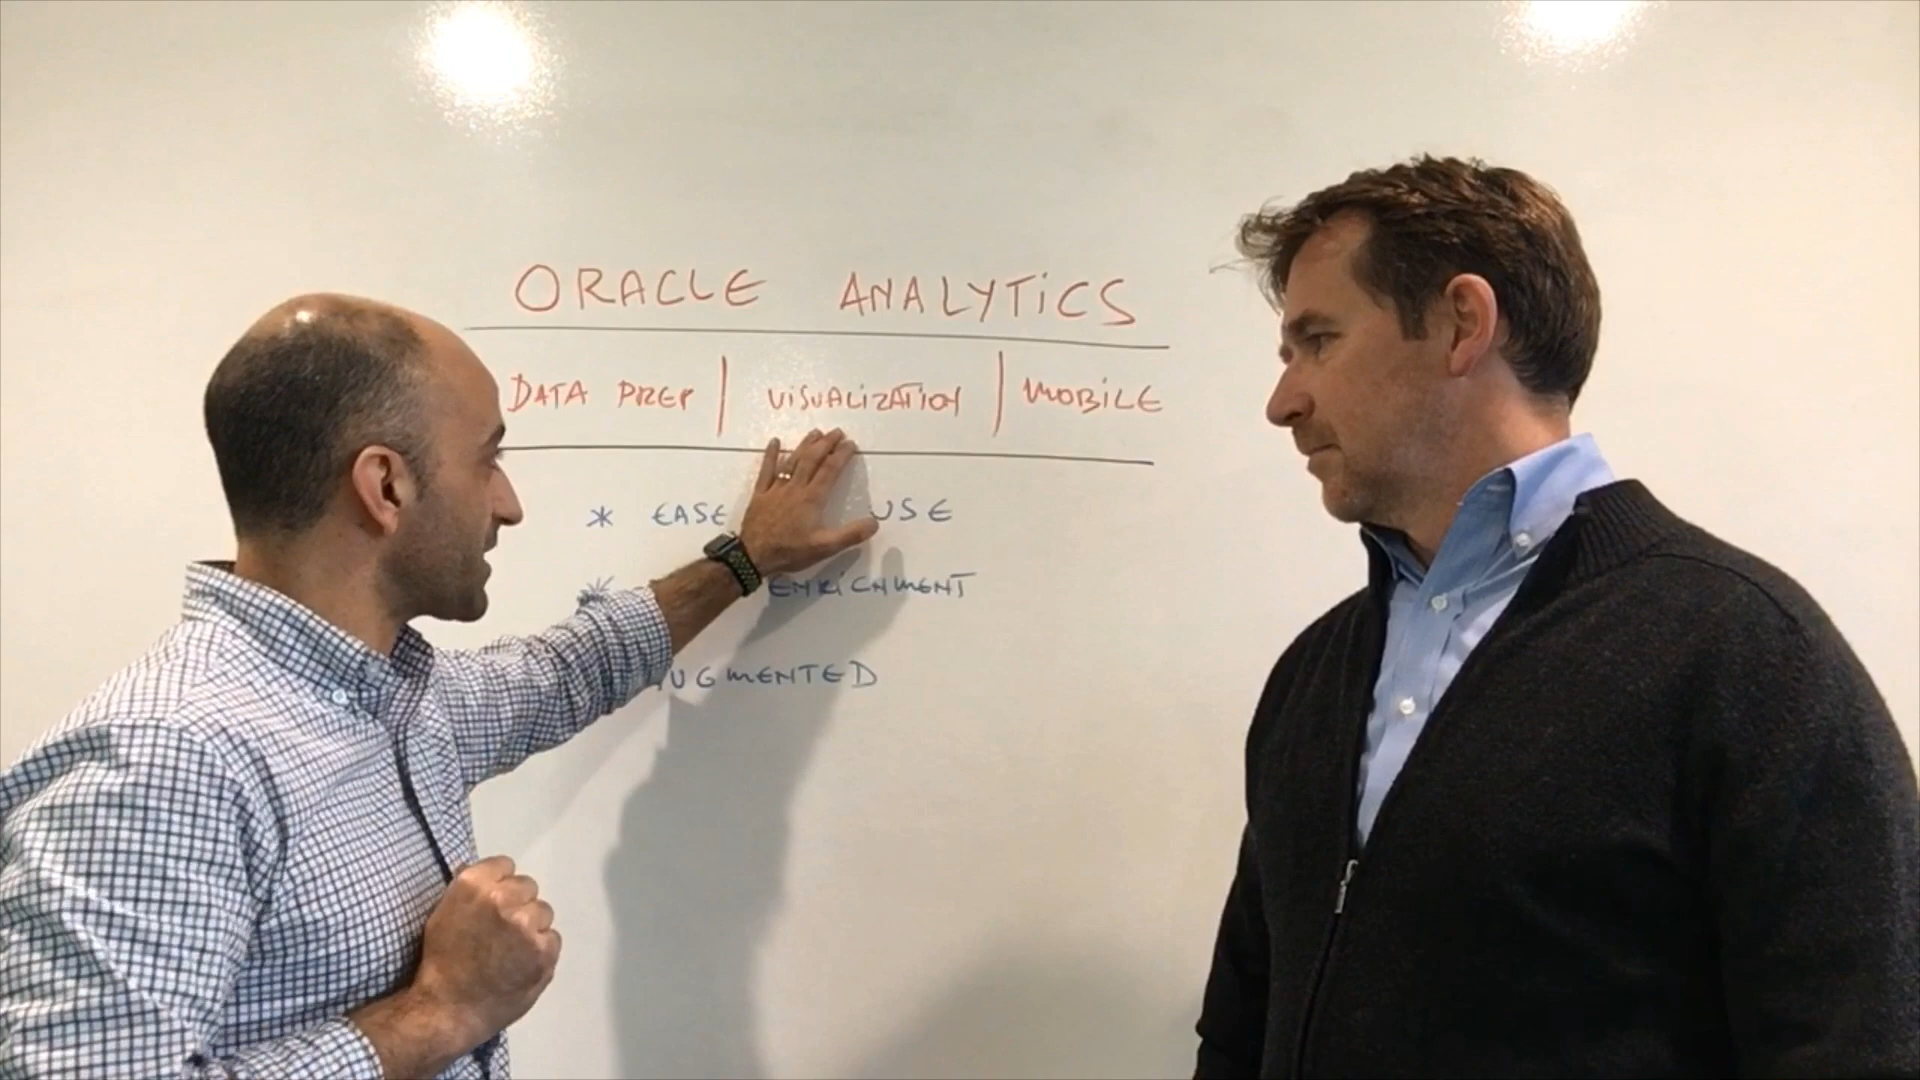 ORACLE ANALYTiCS
DATA PREP | ViSUALiZATiON | MOBiLE
* EASE USE
* ENRiCHMENT
UGMENTED